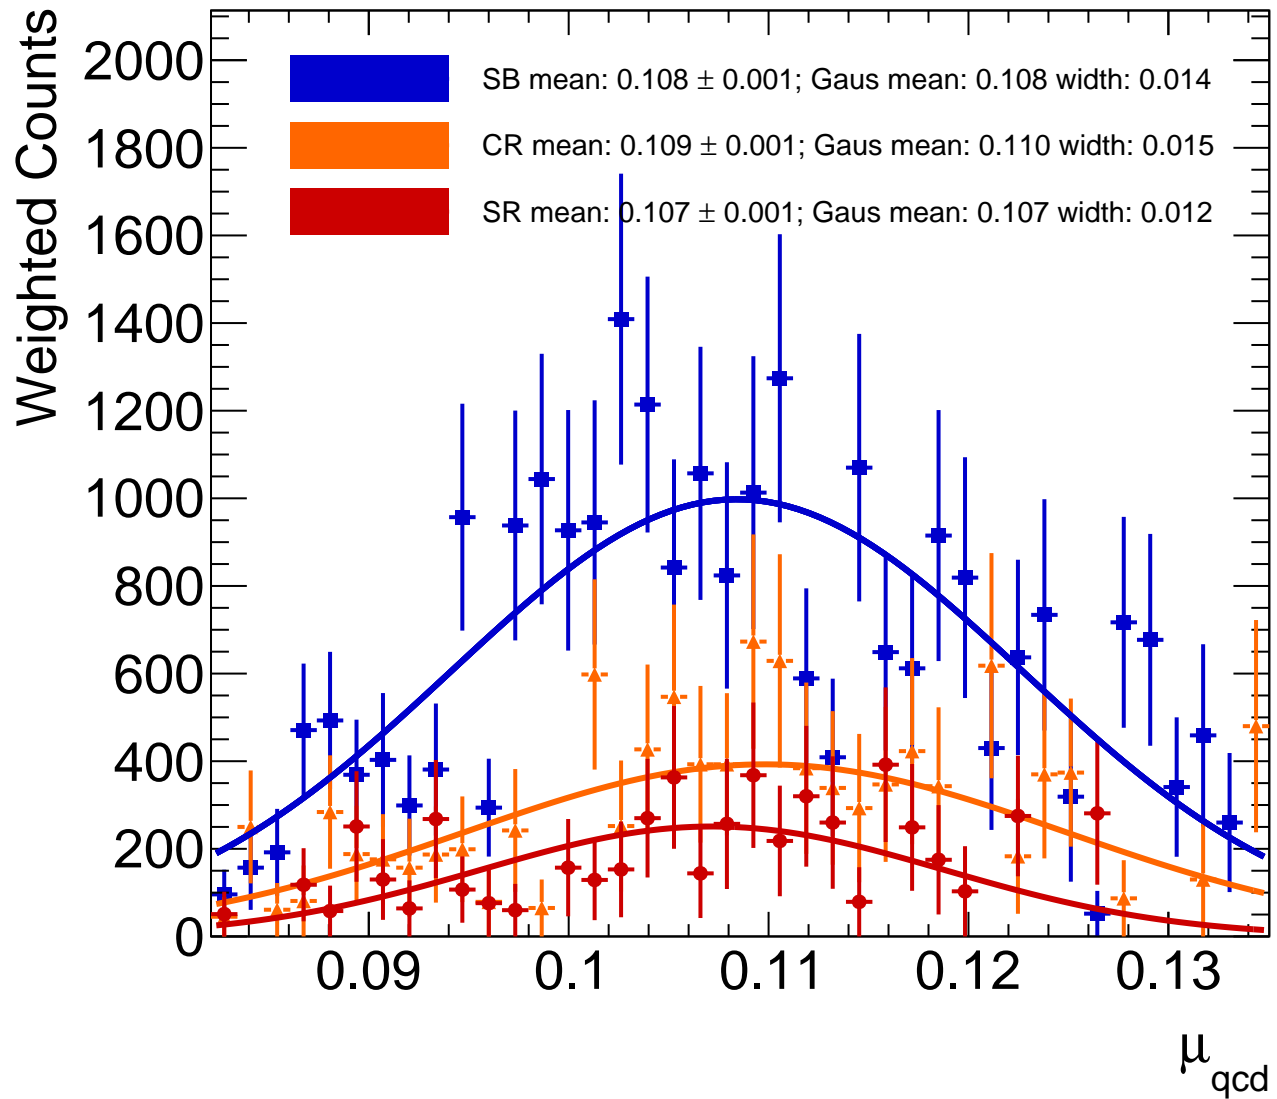 Weighted Counts
2000
1800
1600
1400
1200
1000
800
600
400
200
0
SB mean: 0.108 ± 0.001; Gaus mean: 0.108 width: 0.014
CR mean: 0.109 ± 0.001; Gaus mean: 0.110 width: 0.015
SR mean: 0.107 ± 0.001; Gaus mean: 0.107 width: 0.012
0.09 0.1 0.11 0.12 0.13
μqcd